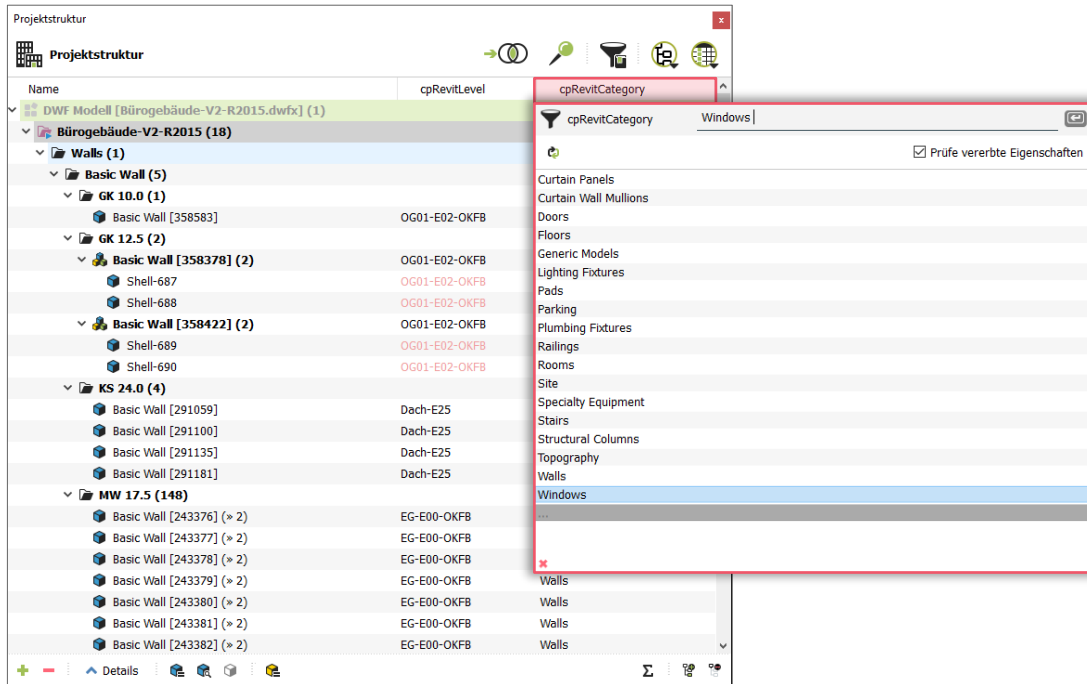 Projektstruktur
x
Projektstruktur
Name cpRevitLevel cpRevitCategory
DWF Modell [Bürogebäude-V2-R2015.dwfx] (1)
cpRevitCategory Windows
Bürogebäude-V2-R2015 (18)
Walls (1)
Prüfe vererbte Eigenschaften
Basic Wall (5)
Curtain Panels
GK 10.0 (1)
Curtain Wall Mullions
Basic Wall [358583] OG01-E02-OKFB
Doors
GK 12.5 (2)
Floors
Generic Models
Basic Wall [358378] (2) OG01-E02-OKFB
Lighting Fixtures
Shell-687 OG01-E02-OKFB
Pads
Shell-688 OG01-E02-OKFB
Parking
Basic Wall [358422] (2) OG01-E02-OKFB
Plumbing Fixtures
Shell-689 OG01-E02-OKFB
Railings
Shell-690 OG01-E02-OKFB
Rooms
KS 24.0 (4)
Site
Specialty Equipment
Basic Wall [291059] Dach-E25
Stairs
Basic Wall [291100] Dach-E25
Structural Columns
Basic Wall [291135] Dach-E25
Topography
Basic Wall [291181] Dach-E25
Walls
MW 17.5 (148)
Windows
Basic Wall [243376] (» 2) EG-E00-OKFB
...
Basic Wall [243377] (» 2) EG-E00-OKFB
Basic Wall [243378] (» 2) EG-E00-OKFB
Basic Wall [243379] (» 2) EG-E00-OKFB Walls
Basic Wall [243380] (» 2) EG-E00-OKFB Walls
Basic Wall [243381] (» 2) EG-E00-OKFB Walls
Basic Wall [243382] (» 2) EG-E00-OKFB Walls
Details Σ